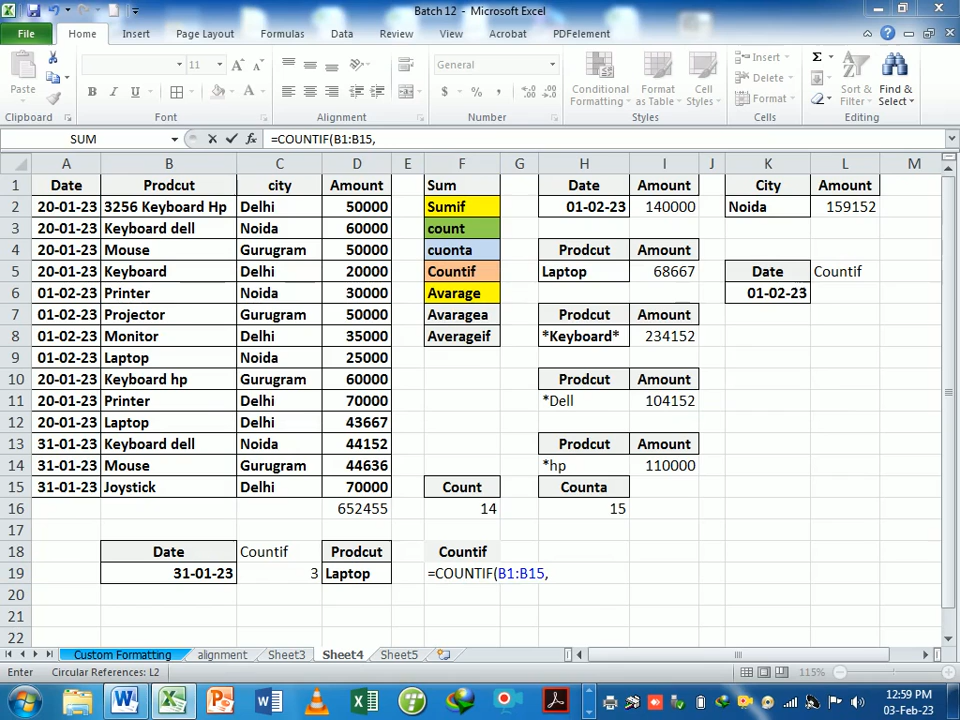 Batch 12 - Microsoft Excel
File Home Insert Page Layout Formulas Data Review View Acrobat PDFelement
Paste
Clipboard
11
B I U
Font
Alignment
General
$ % ,
Number
Conditional Formatting
Format as Table
Cell Styles
Styles
Insert
Delete
Format
Cells
Σ
Sort & Filter
Find & Select
Editing
SUM fx =COUNTIF(B1:B15,
A B C D E F G H I J K L M
1 Date Prodcut city Amount Sum Date Amount City Amount
2 20-01-23 3256 Keyboard Hp Delhi 50000 Sumif 01-02-23 140000 Noida 159152
3 20-01-23 Keyboard dell Noida 60000 count
4 20-01-23 Mouse Gurugram 50000 cuonta Prodcut Amount
5 20-01-23 Keyboard Delhi 20000 Countif Laptop 68667 Date Countif
6 01-02-23 Printer Noida 30000 Avarage 01-02-23
7 01-02-23 Projector Gurugram 50000 Avaragea Prodcut Amount
8 01-02-23 Monitor Delhi 35000 Averageif *Keyboard* 234152
9 01-02-23 Laptop Noida 25000
10 20-01-23 Keyboard hp Gurugram 60000 Prodcut Amount
11 20-01-23 Printer Delhi 70000 *Dell 104152
12 20-01-23 Laptop Delhi 43667
13 31-01-23 Keyboard dell Noida 44152 Prodcut Amount
14 31-01-23 Mouse Gurugram 44636 *hp 110000
15 31-01-23 Joystick Delhi 70000 Count Counta
16 652455 14 15
17
18 Date Countif Prodcut Countif
19 31-01-23 3 Laptop =COUNTIF(B1:B15,
20
21
22
Custom Formatting alignment Sheet3 Sheet4 Sheet5
Enter Circular References: L2 115%
12:59 PM
03-Feb-23